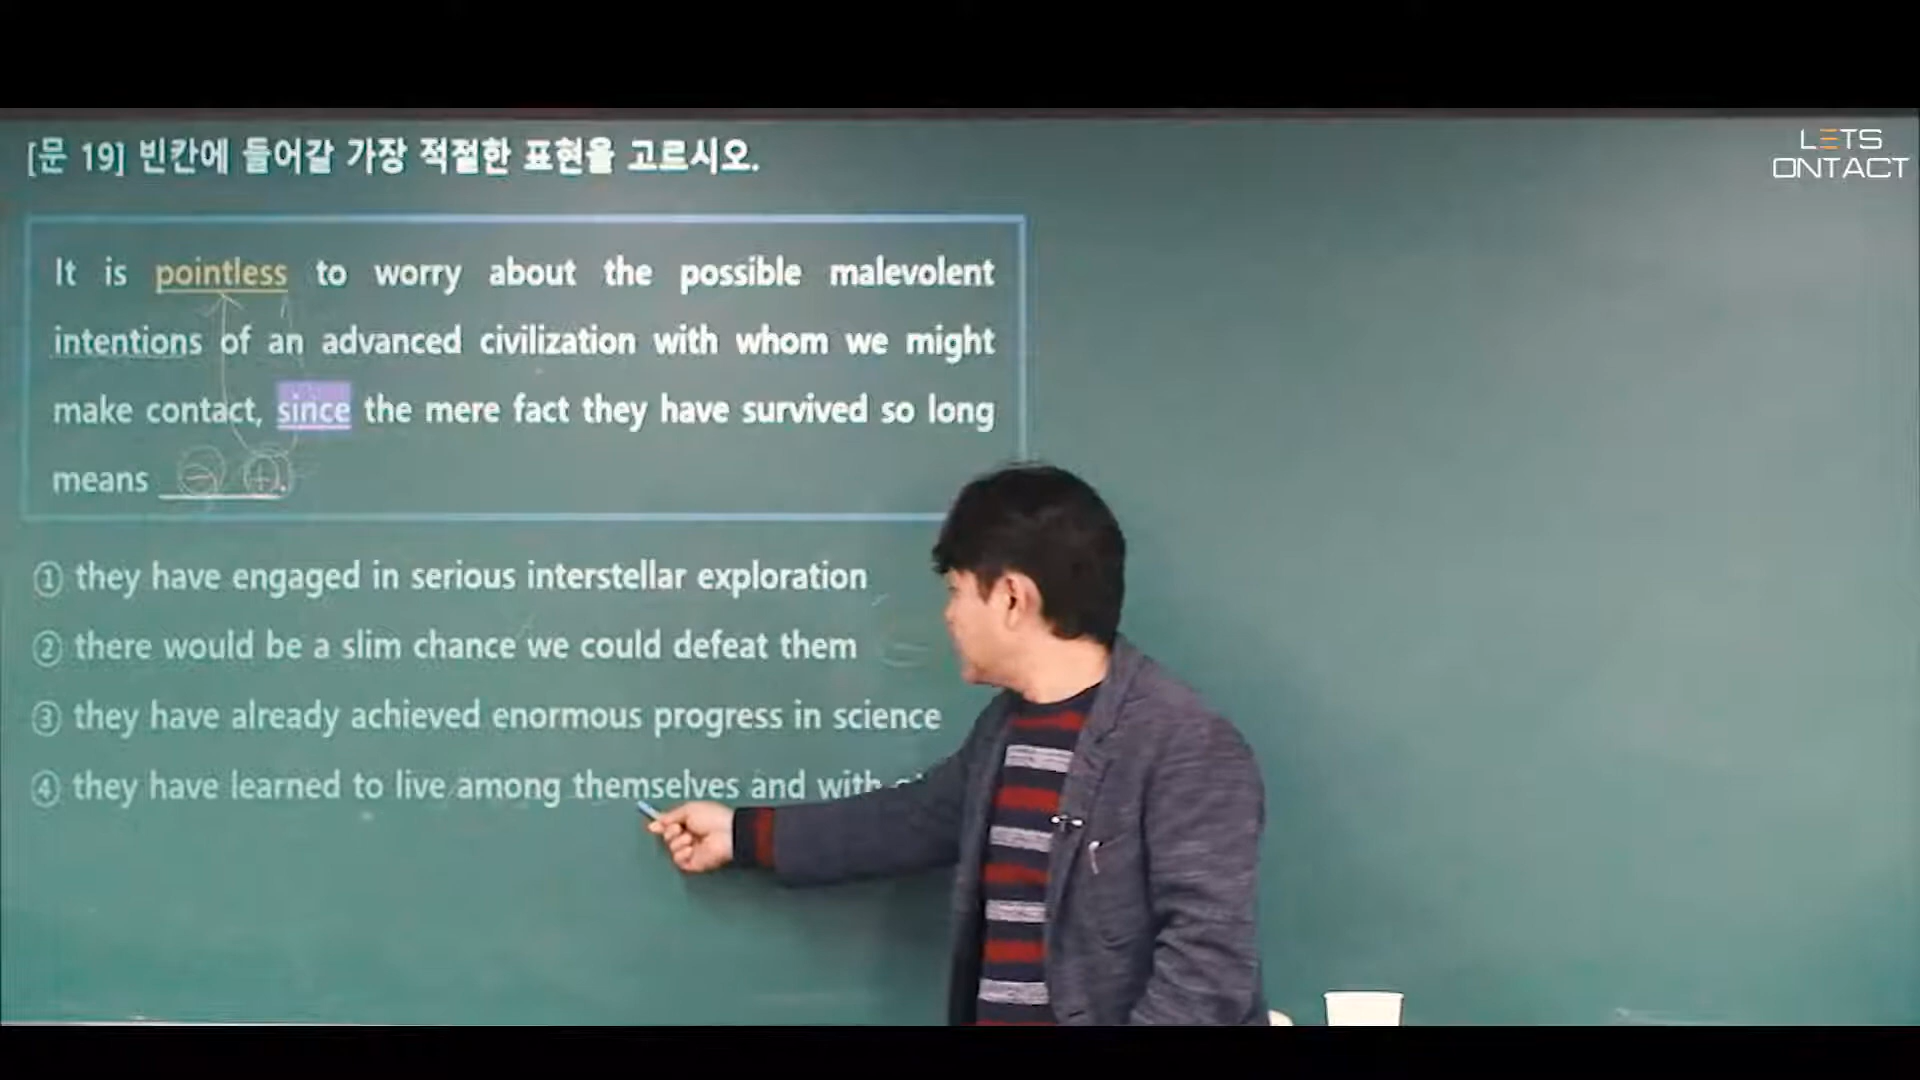 [문 19] 빈칸에 들어갈 가장 적절한 표현을 고르시오.
LETS
ONTACT
It is pointless to worry about the possible malevolent
intentions of an advanced civilization with whom we might
make contact, since the mere fact they have survived so long
means ______.
① they have engaged in serious interstellar exploration
② there would be a slim chance we could defeat them
③ they have already achieved enormous progress in science
④ they have learned to live among themselves and with